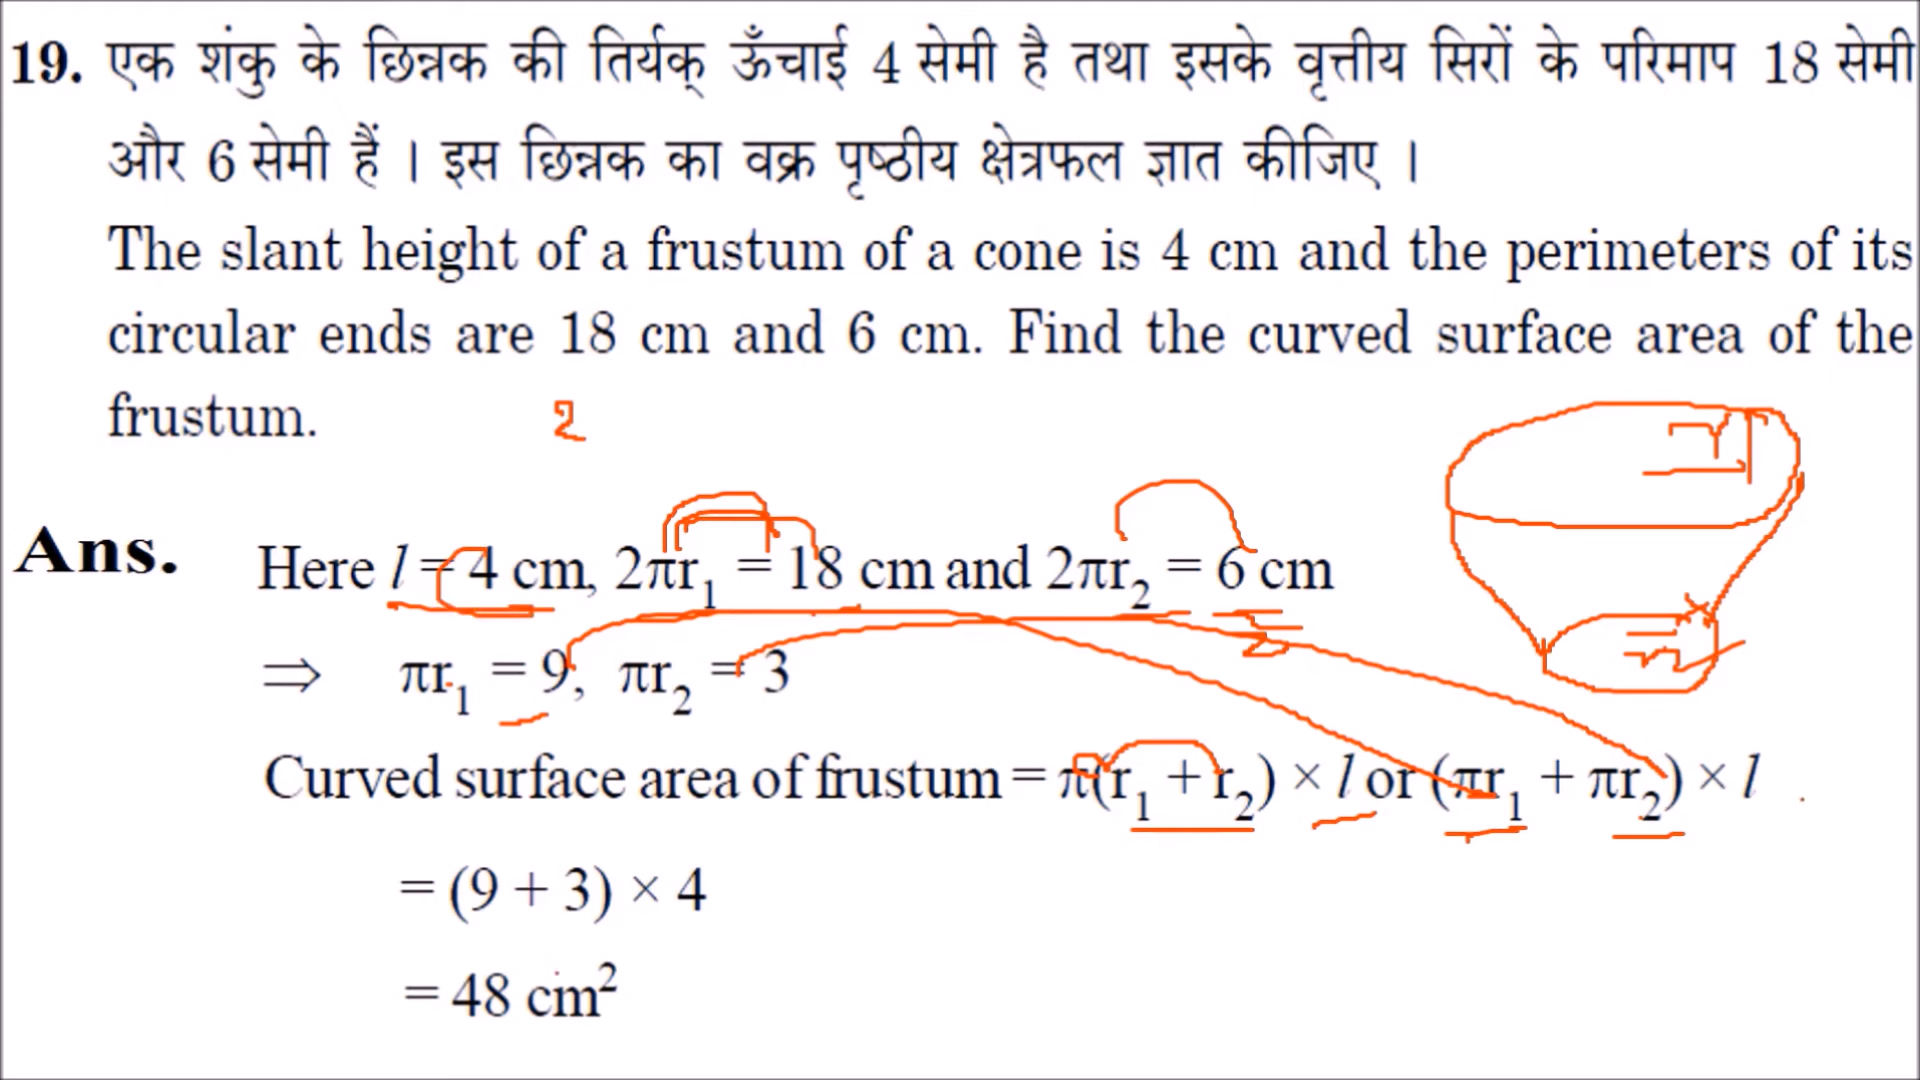 19. एक शंकु के छिन्नक की तिर्यक् ऊँचाई 4 सेमी है तथा इसके वृत्तीय सिरों के परिमाप 18 सेमी
और 6 सेमी हैं । इस छिन्नक का वक्र पृष्ठीय क्षेत्रफल ज्ञात कीजिए ।
The slant height of a frustum of a cone is 4 cm and the perimeters of its
circular ends are 18 cm and 6 cm. Find the curved surface area of the
frustum.
2
Ans. Here l = 4 cm, 2πr₁ = 18 cm and 2πr₂ = 6 cm
⇒ πr₁ = 9, πr₂ = 3
Curved surface area of frustum = π(r₁ + r₂) × l or (πr₁ + πr₂) × l
= (9 + 3) × 4
= 48 cm²